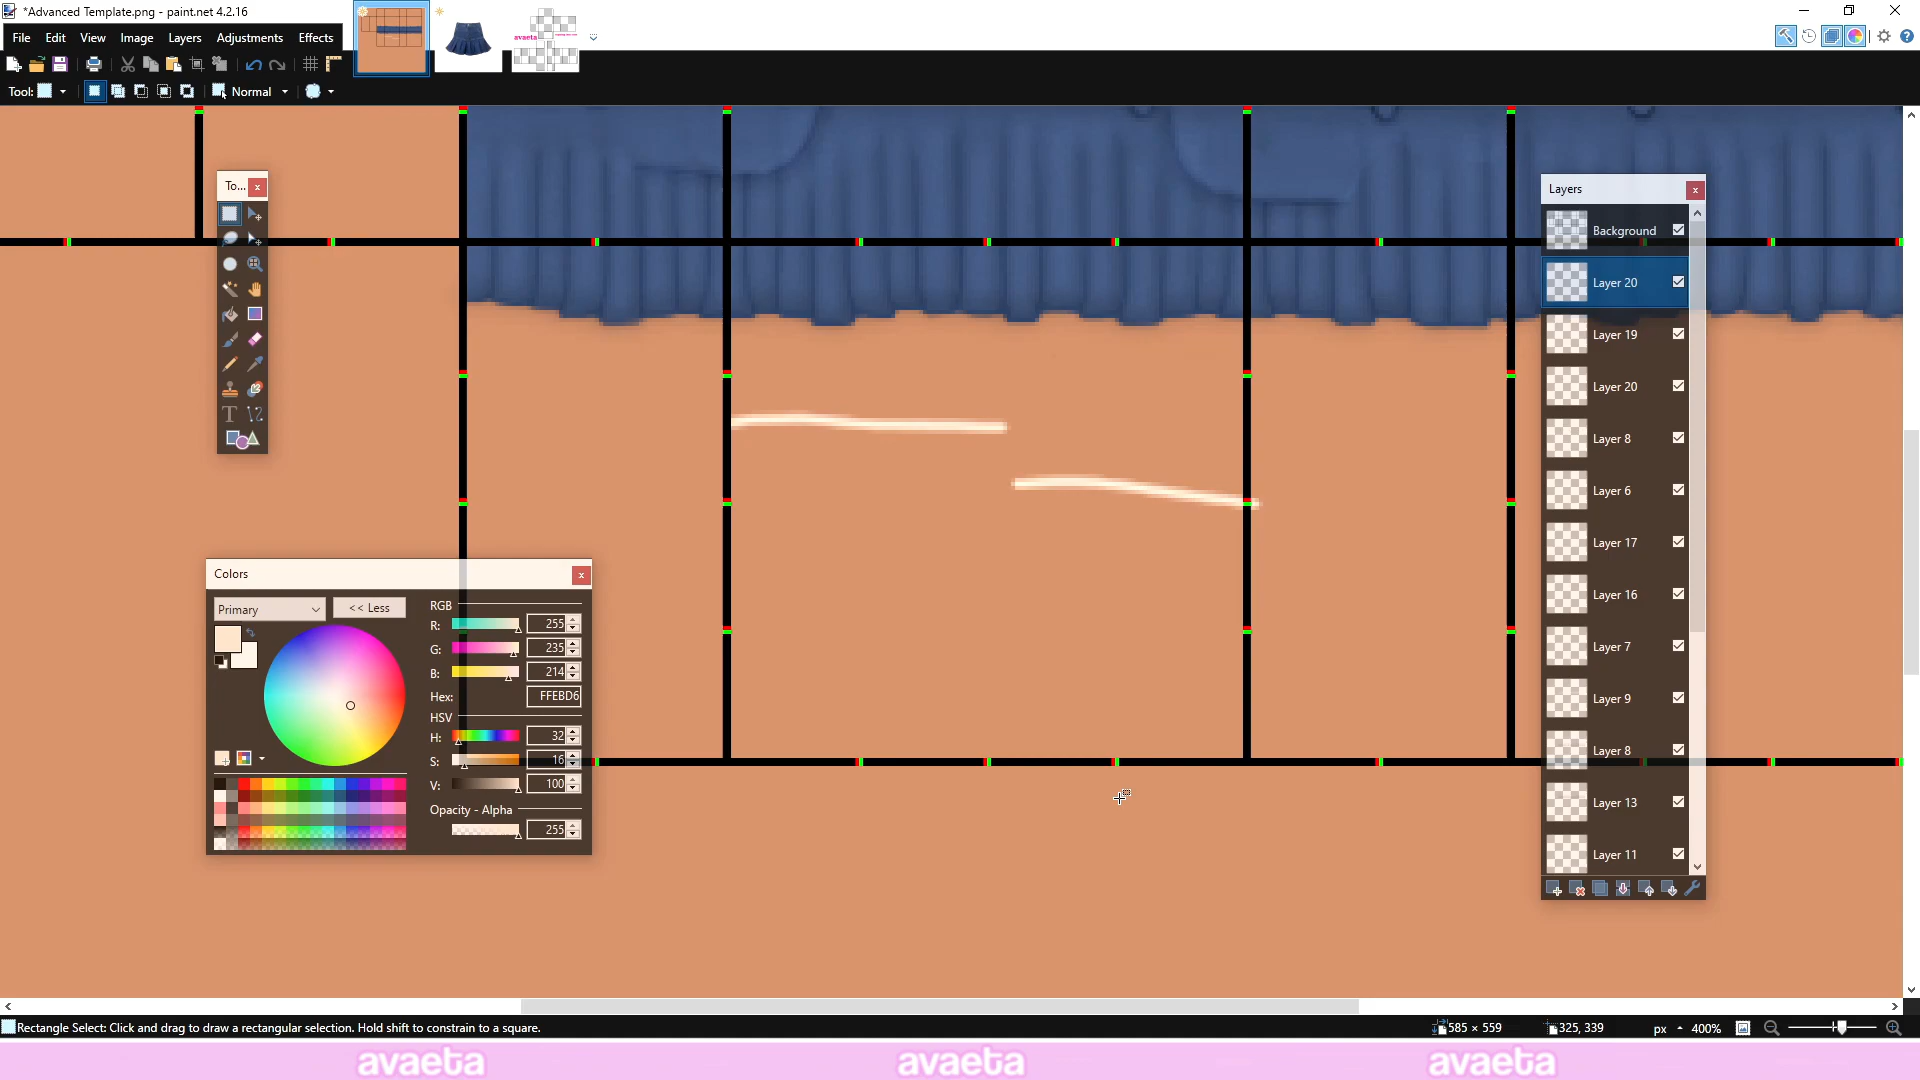 *Advanced Template.png - paint.net 4.2.16
File Edit View Image Layers Adjustments Effects
avaeta
Tool: Normal
To...
Layers
Background
Layer 20
Layer 19
Layer 20
Layer 8
Layer 6
Layer 17
Layer 16
Layer 7
Layer 9
Layer 8
Layer 13
Layer 11
Colors
Primary << Less
RGB
R: 255
G: 235
B: 214
Hex: FFEBD6
HSV
H: 32
S: 16
V: 100
Opacity - Alpha
255
Rectangle Select: Click and drag to draw a rectangular selection. Hold shift to constrain to a square.
585 × 559 325, 339 px 400%
avaeta avaeta avaeta